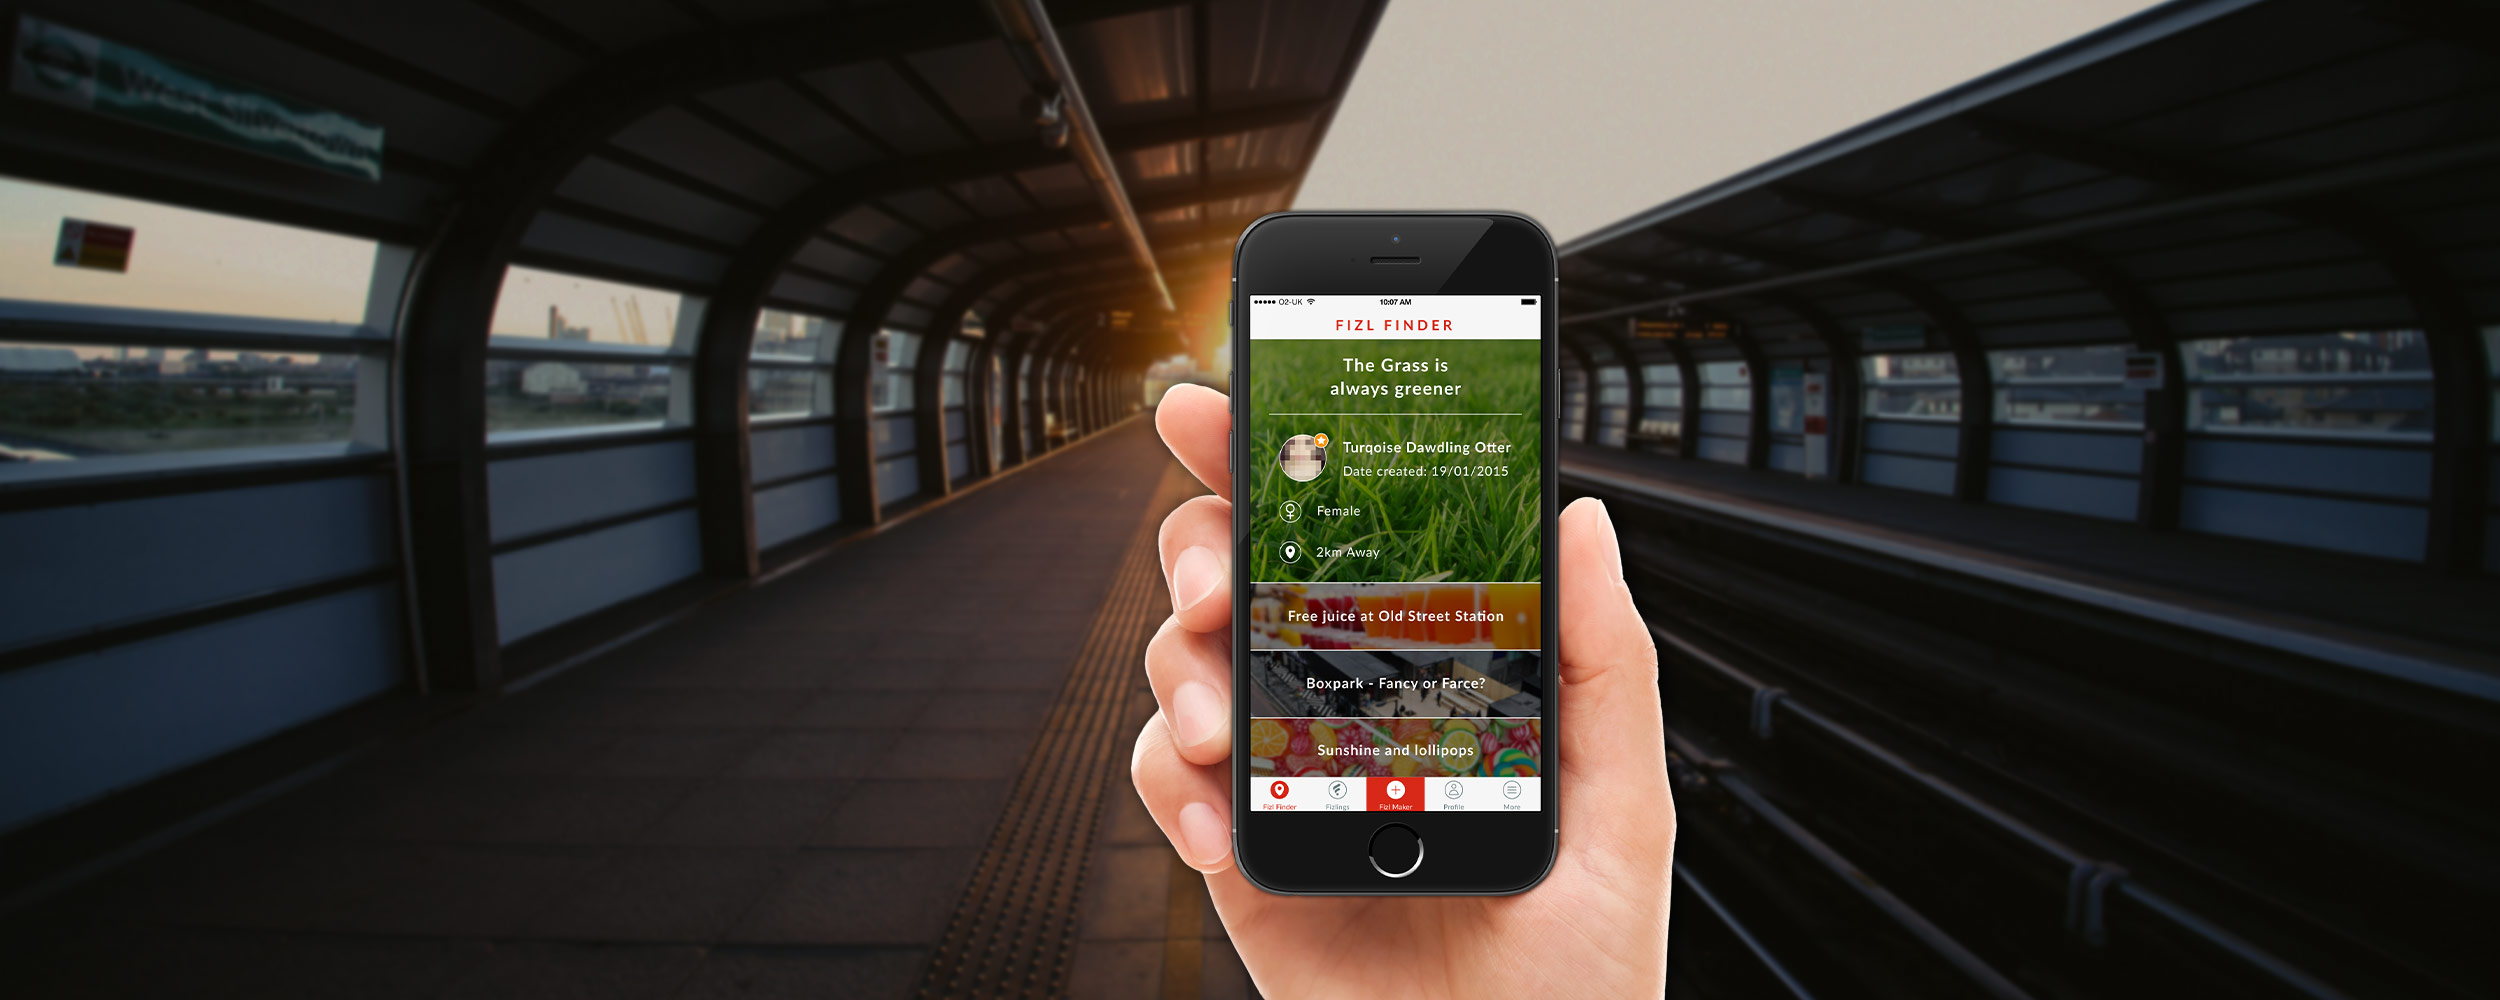 West Silvertown
O2-UK
10:07 AM
FIZL FINDER
The Grass is
always greener
Turqoise Dawdling Otter
Date created: 19/01/2015
Female
2km Away
Free juice at Old Street Station
Boxpark - Fancy or Farce?
Sunshine and lollipops
Fizl Finder
Fizlings
Fizl Maker
Profile
More